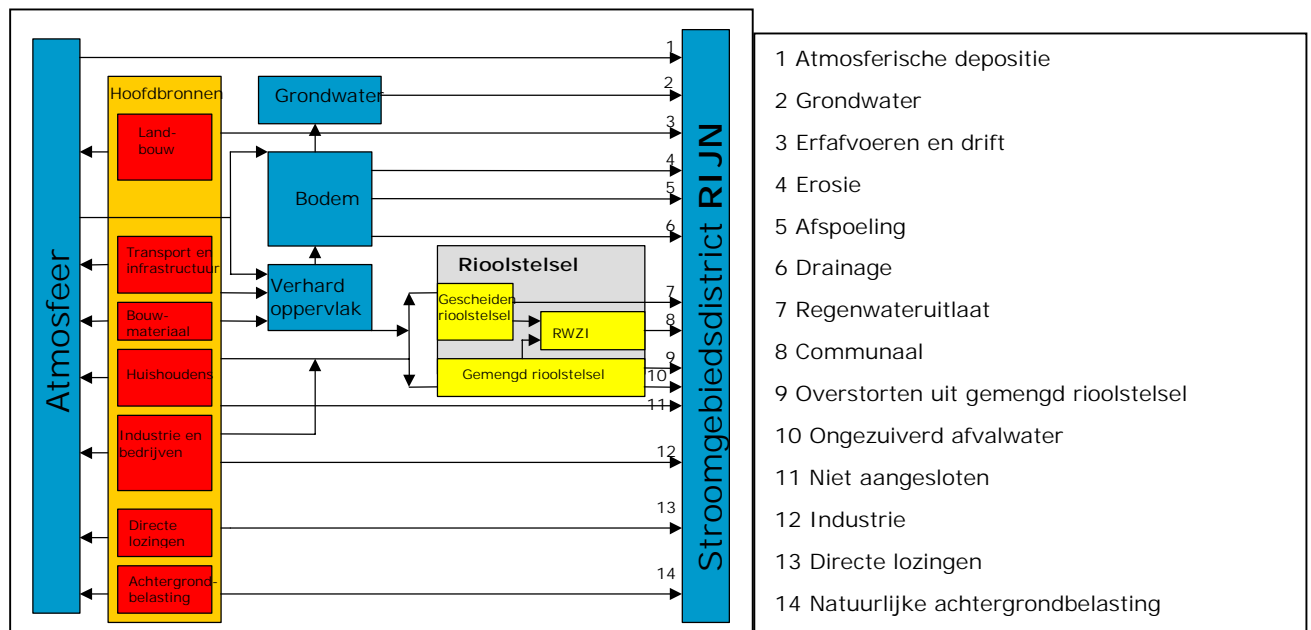 Atmosfeer
Hoofdbronnen
Land-
bouw
Transport en
infrastructuur
Bouw-
materiaal
Huishoudens
Industrie en
bedrijven
Directe
lozingen
Achtergrond-
belasting
Grondwater
Bodem
Verhard
oppervlak
Rioolstelsel
Gescheiden
rioolstelsel
RWZI
Gemengd rioolstelsel
1
2
3
4
5
6
7
8
9
10
11
12
13
14
Stroomgebiedsdistrict RIJN
1 Atmosferische depositie
2 Grondwater
3 Erfafvoeren en drift
4 Erosie
5 Afspoeling
6 Drainage
7 Regenwateruitlaat
8 Communaal
9 Overstorten uit gemengd rioolstelsel
10 Ongezuiverd afvalwater
11 Niet aangesloten
12 Industrie
13 Directe lozingen
14 Natuurlijke achtergrondbelasting